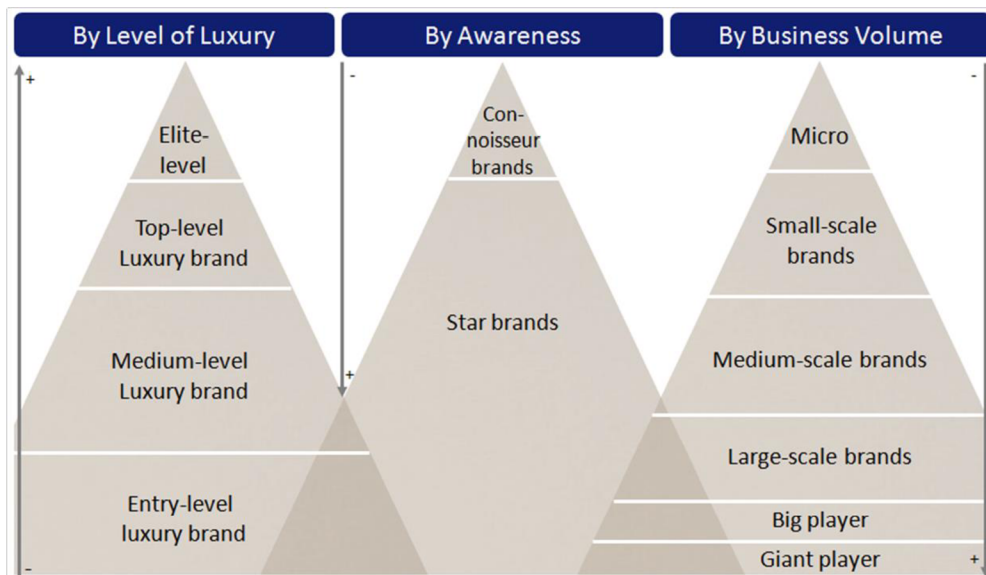 By Level of Luxury
By Awareness
By Business Volume
+
Elite-
level
Top-level
Luxury brand
Medium-level
Luxury brand
Entry-level
luxury brand
-
-
Con-
noisseur
brands
Star brands
+
-
Micro
Small-scale
brands
Medium-scale brands
Large-scale brands
Big player
Giant player
+